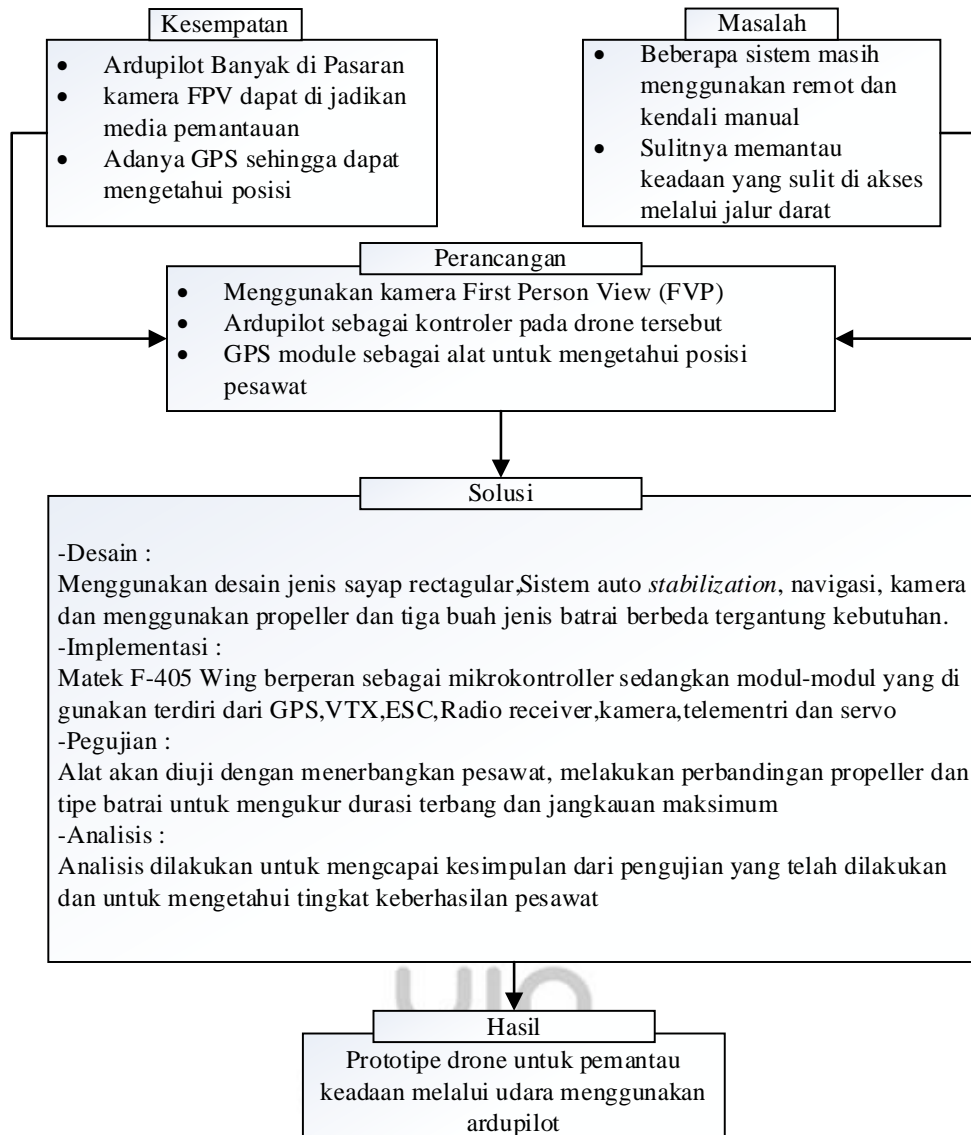 Kesempatan
• Ardupilot Banyak di Pasaran
• kamera FPV dapat di jadikan
media pemantauan
• Adanya GPS sehingga dapat
mengetahui posisi
Masalah
• Beberapa sistem masih
menggunakan remot dan
kendali manual
• Sulitnya memantau
keadaan yang sulit di akses
melalui jalur darat
Perancangan
• Menggunakan kamera First Person View (FVP)
• Ardupilot sebagai kontroler pada drone tersebut
• GPS module sebagai alat untuk mengetahui posisi
pesawat
Solusi
-Desain :
Menggunakan desain jenis sayap rectagular,Sistem auto stabilization, navigasi, kamera
dan menggunakan propeller dan tiga buah jenis batrai berbeda tergantung kebutuhan.
-Implementasi :
Matek F-405 Wing berperan sebagai mikrokontroller sedangkan modul-modul yang di
gunakan terdiri dari GPS,VTX,ESC,Radio receiver,kamera,telementri dan servo
-Pegujian :
Alat akan diuji dengan menerbangkan pesawat, melakukan perbandingan propeller dan
tipe batrai untuk mengukur durasi terbang dan jangkauan maksimum
-Analisis :
Analisis dilakukan untuk mengcapai kesimpulan dari pengujian yang telah dilakukan
dan untuk mengetahui tingkat keberhasilan pesawat
uin
Hasil
Prototipe drone untuk pemantau
keadaan melalui udara menggunakan
ardupilot